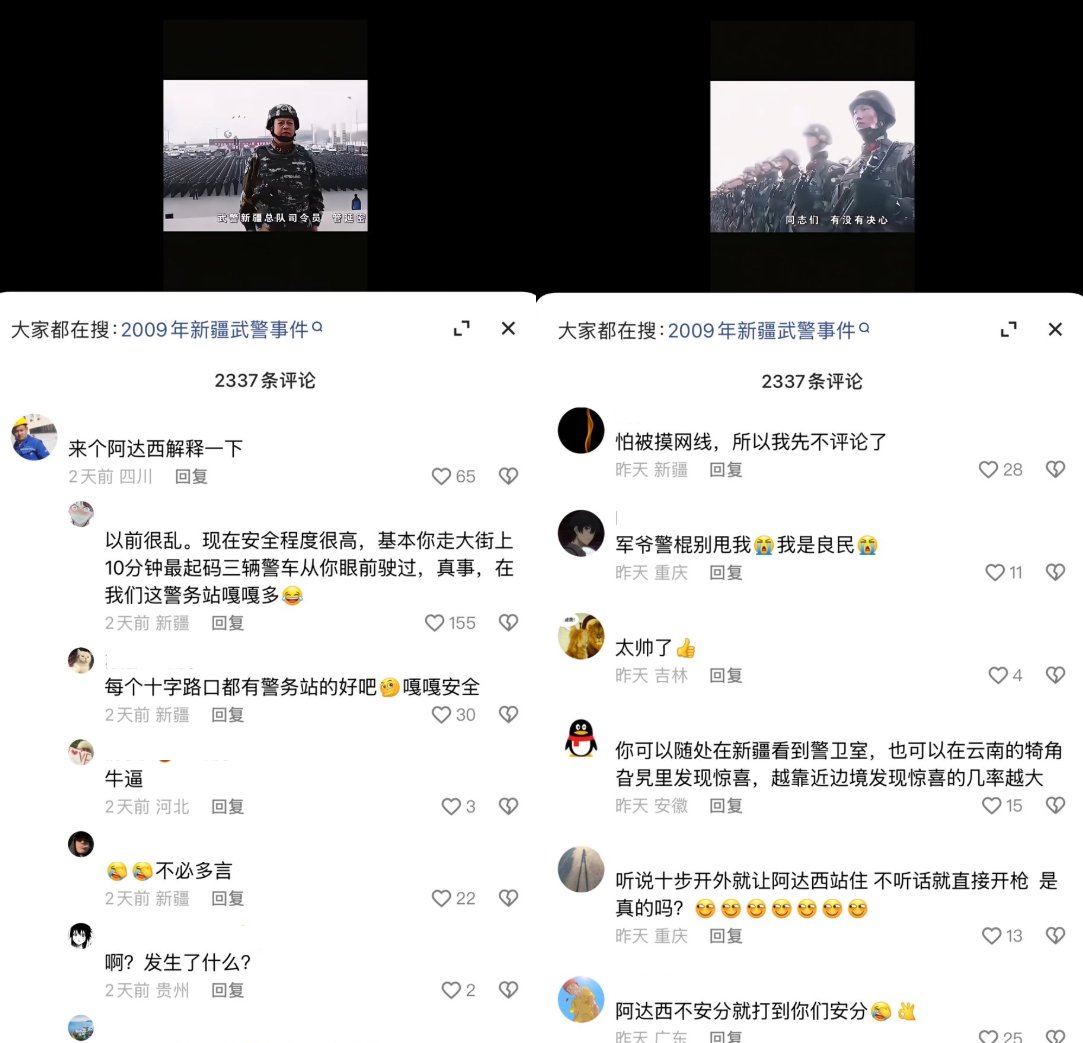 武警新疆总队司令员 管延密
大家都在搜:2009年新疆武警事件
2337条评论
来个阿达西解释一下
2天前 四川 回复
65
以前很乱。现在安全程度很高，基本你走大街上
10分钟最起码三辆警车从你眼前驶过，真事，在
我们这警务站嘎嘎多😂
2天前 新疆 回复
155
每个十字路口都有警务站的好吧🧐嘎嘎安全
2天前 新疆 回复
30
牛逼
2天前 河北 回复
3
不必多言
2天前 新疆 回复
22
啊？发生了什么？
2天前 贵州 回复
2
同志们 有没有决心
大家都在搜:2009年新疆武警事件
2337条评论
怕被摸网线，所以我先不评论了
昨天 新疆 回复
28
军爷警棍别甩我😭我是良民😭
昨天 重庆 回复
11
太帅了👍
昨天 吉林 回复
4
你可以随处在新疆看到警卫室，也可以在云南的犄角
旮旯里发现惊喜，越靠近边境发现惊喜的几率越大
昨天 安徽 回复
15
听说十步开外就让阿达西站住 不听话就直接开枪 是
真的吗？
昨天 重庆 回复
13
阿达西不安分就打到你们安分
昨天 广东 回复
25